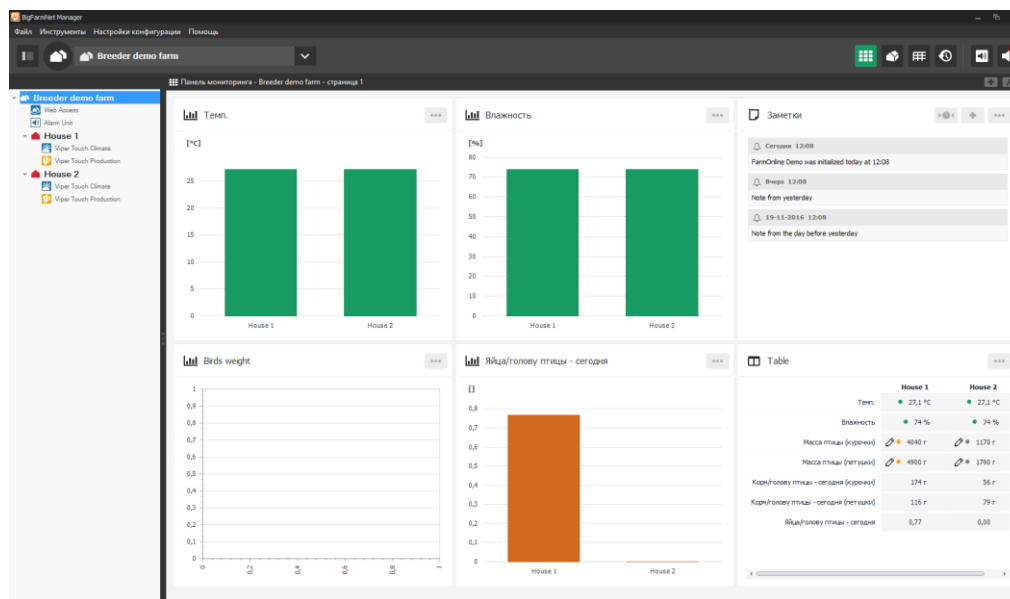 BigFarmNet Manager
Файл Инструменты Настройки конфигурации Помощь
Breeder demo farm
Панель мониторинга - Breeder demo farm - страница 1
Breeder demo farm
Web Access
Alarm Unit
House 1
Viper Touch Climate
Viper Touch Production
House 2
Viper Touch Climate
Viper Touch Production
Темп.
[°C]
25
20
15
10
5
0
House 1 House 2
Влажность
[%]
80
70
60
50
40
30
20
10
0
House 1 House 2
Заметки
Сегодня 12:08
FarmOnline Demo was initialized today at 12:08
Вчера 12:08
Note from yesterday
19-11-2016 12:08
Note from the day before yesterday
Birds weight
1
0,9
0,8
0,7
0,6
0,5
0,4
0,3
0,2
0,1
0
0 0,2 0,4 0,6 0,8 1
Яйца/голову птицы - сегодня
[]
0,8
0,7
0,6
0,5
0,4
0,3
0,2
0,1
0
House 1 House 2
Table
House 1 House 2
Темп. 27,1 °C 27,1 °C
Влажность 74 % 74 %
Масса птицы (курочки) 4040 г 1170 г
Масса птицы (петушки) 4900 г 1790 г
Корм/голову птицы - сегодня (курочки) 174 г 56 г
Корм/голову птицы - сегодня (петушки) 116 г 79 г
Яйца/голову птицы - сегодня 0,77 0,00